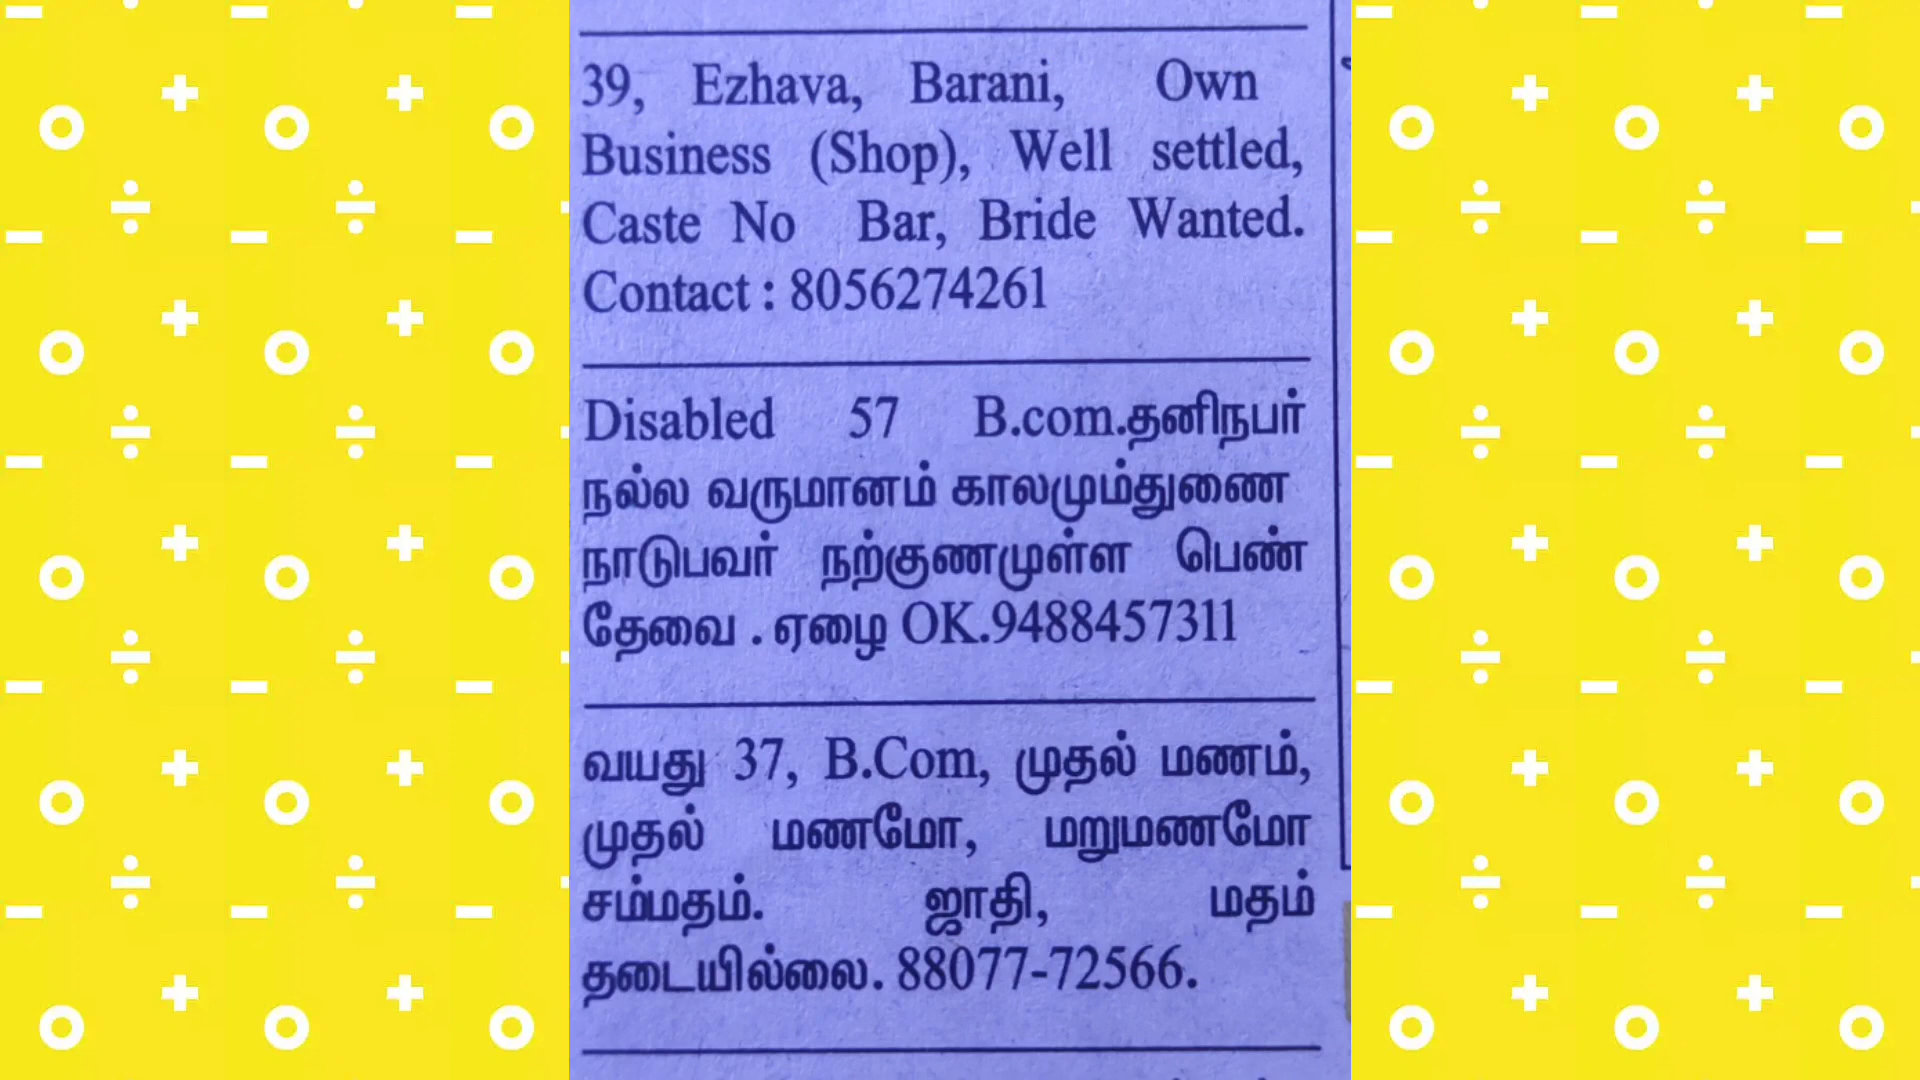 39, Ezhava, Barani, Own
Business (Shop), Well settled,
Caste No Bar, Bride Wanted.
Contact : 8056274261
Disabled 57 B.com.தனிநபர்
நல்ல வருமானம் காலமும்துணை
நாடுபவர் நற்குணமுள்ள பெண்
தேவை . ஏழை OK.9488457311
வயது 37, B.Com, முதல் மணம்,
முதல் மணமோ, மறுமணமோ
சம்மதம். ஜாதி, மதம்
தடையில்லை. 88077-72566.